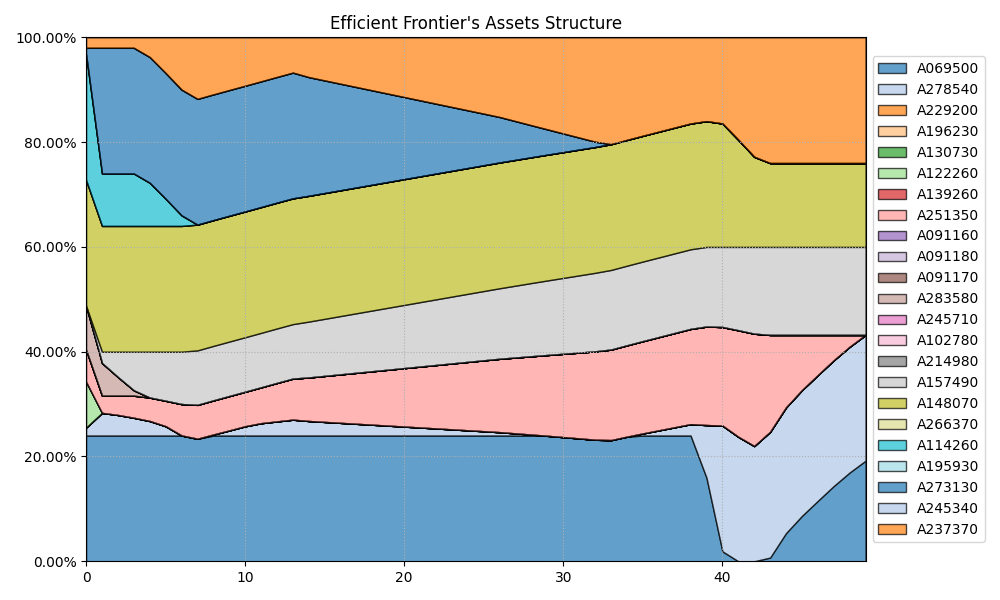 Efficient Frontier's Assets Structure
100.00%
80.00%
60.00%
40.00%
20.00%
0.00%
0
10
20
30
40
A069500
A278540
A229200
A196230
A130730
A122260
A139260
A251350
A091160
A091180
A091170
A283580
A245710
A102780
A214980
A157490
A148070
A266370
A114260
A195930
A273130
A245340
A237370